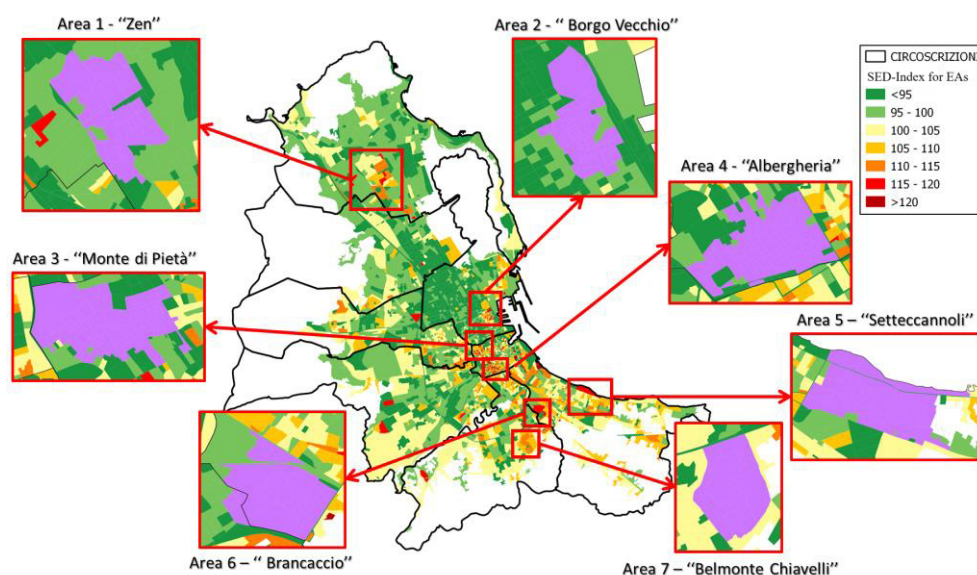 Area 1 - “Zen”
Area 2 - “ Borgo Vecchio”
CIRCOSCRIZIONI
SED-Index for EAs
<95
95 - 100
100 - 105
105 - 110
110 - 115
115 - 120
>120
Area 4 - “Albergheria”
Area 3 - “Monte di Pietà”
Area 5 – “Setteccannoli”
Area 6 – “ Brancaccio”
Area 7 – “Belmonte Chiavelli”